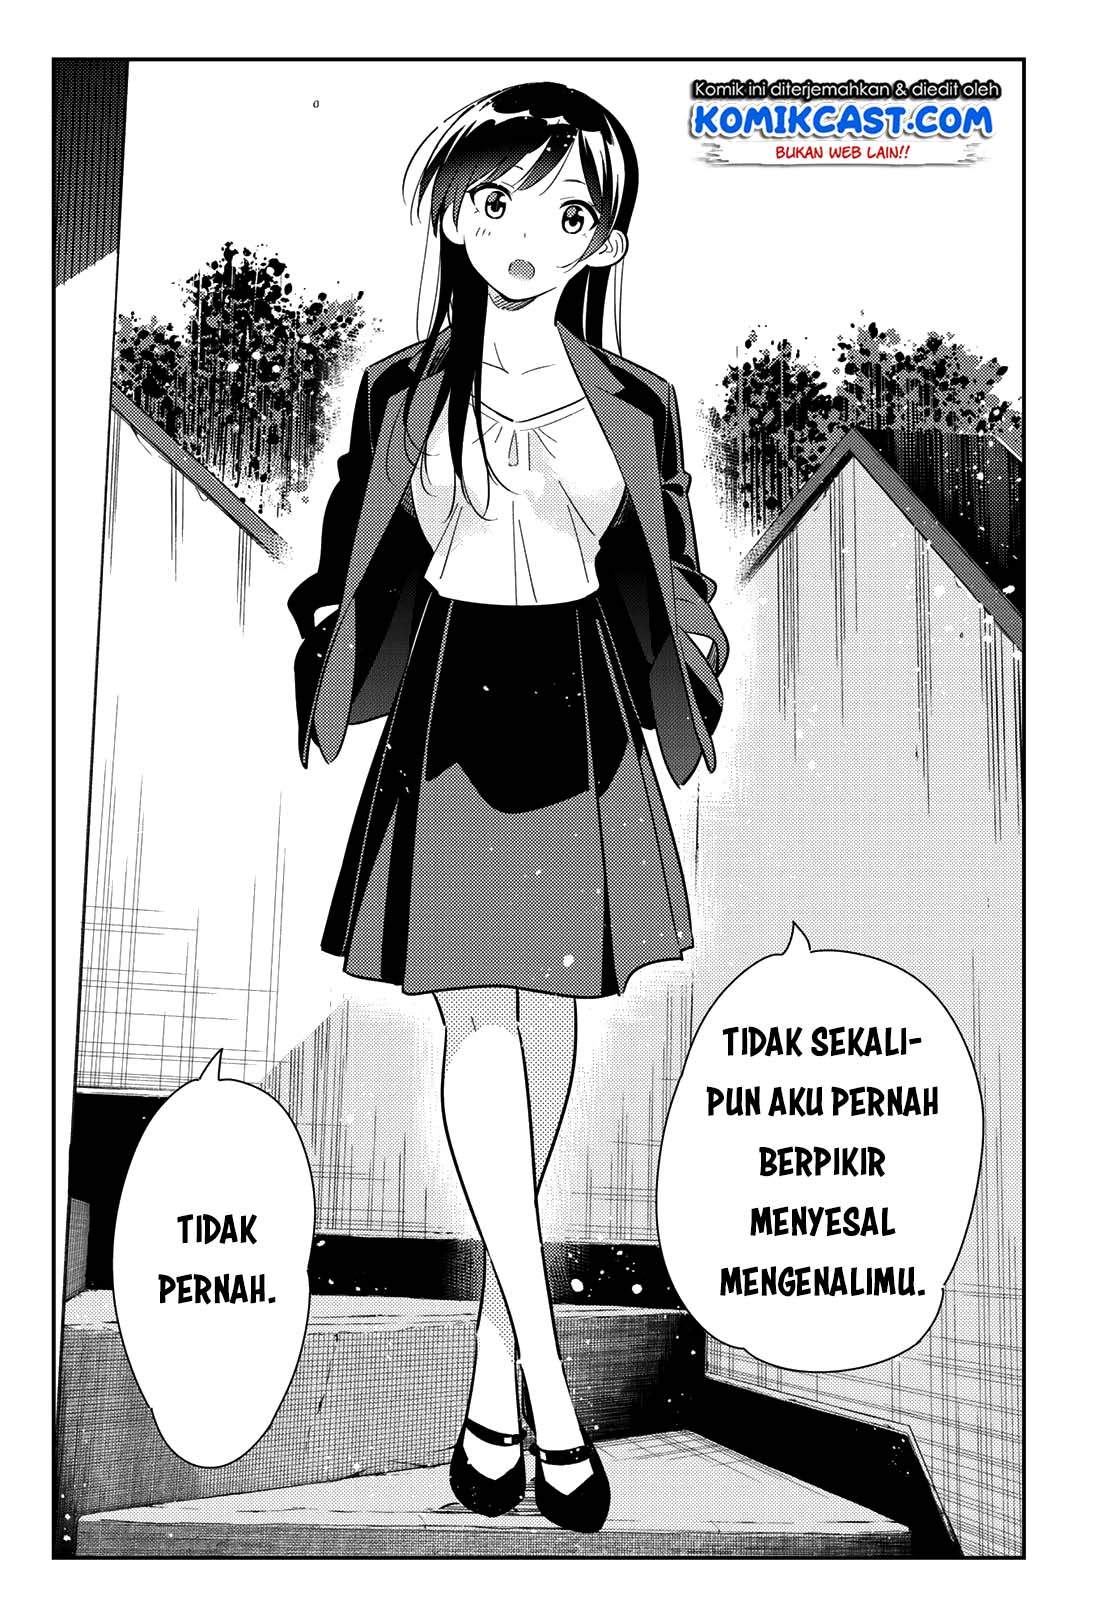 Komik ini diterjemahkan & diedit oleh
KOMIKCAST.COM
BUKAN WEB LAIN!!
TIDAK SEKALI-
PUN AKU PERNAH
BERPIKIR
MENYESAL
MENGENALIMU.
TIDAK
PERNAH.